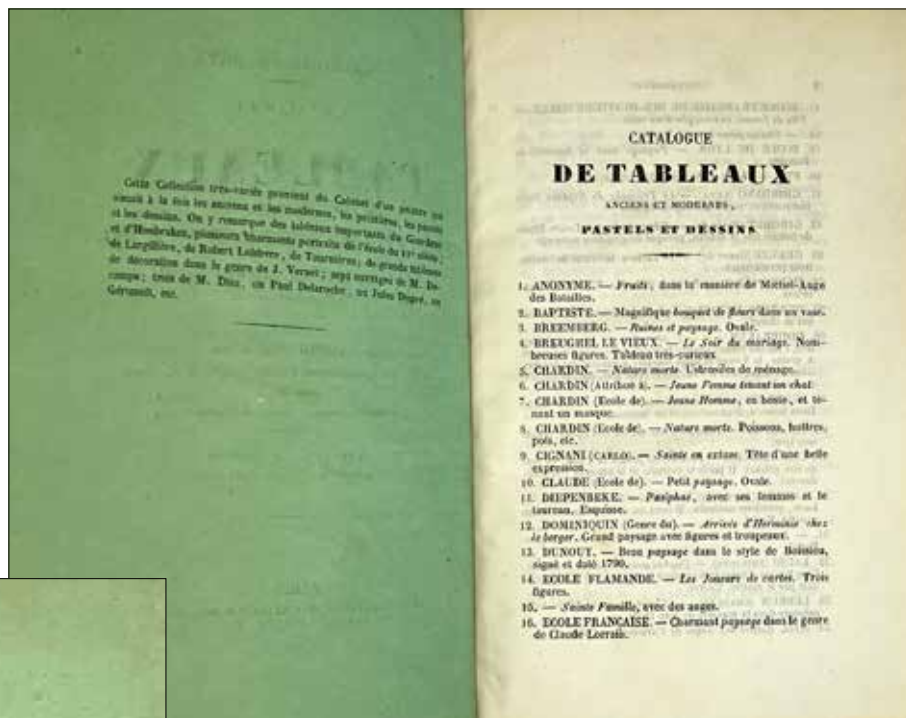 Cette Collection très-variée provient du Cabinet d'un peintre
à la fois les anciens et les modernes, les peintures, les pastels
et les dessins. On y remarque des tableaux importants du
et d'Hondekoeter, plusieurs charmants portraits de l'école du
de Largillière, de Robert Lefebvre, de Tournières; de grands tableaux
de décoration dans le genre de J. Vernet; sept ouvrages de M. De-
camps; trois de M. Diaz, un Paul Delaroche, un Jules Dupré, un
Géricault, etc.
CATALOGUE
DE TABLEAUX
ANCIENS ET MODERNES,
PASTELS ET DESSINS
1. ANONYME. — Fruits, dans la manière de Michel-Ange
des Batailles.
2. BAPTISTE. — Magnifique bouquet de fleurs dans un vase.
3. BREEMBERG. — Ruines et paysage. Ovale.
4. BREUGHEL LE VIEUX. — Le Soir du mariage. Nom-
breuses figures. Tableau très-curieux
5. CHARDIN. — Nature morte. Ustensiles de ménage.
6. CHARDIN (Attribué à). — Jeune Femme tenant un chat.
7. CHARDIN (Ecole de). — Jeune Homme, en buste, et te-
nant un masque.
8. CHARDIN (Ecole de). — Nature morte. Poissons, huîtres,
pois, etc.
9. CIGNANI (CARLO). — Sainte en extase. Tête d'une belle
expression.
10. CLAUDE (Ecole de). — Petit paysage. Ovale.
11. DIEPENBEKE. — Pasiphae, avec ses femmes et le
taureau. Esquisse.
12. DOMINIQUIN (Genre du). — Arrivée d'Herminie chez
le berger. Grand paysage avec figures et troupeaux.
13. DUNOUY. — Beau paysage dans le style de Boissieu,
signé et daté 1790.
14. ECOLE FLAMANDE. — Les Joueurs de cartes. Trois
figures.
15. — Sainte Famille, avec des anges.
16. ECOLE FRANÇAISE. — Charmant paysage dans le genre
de Claude Lorrain.